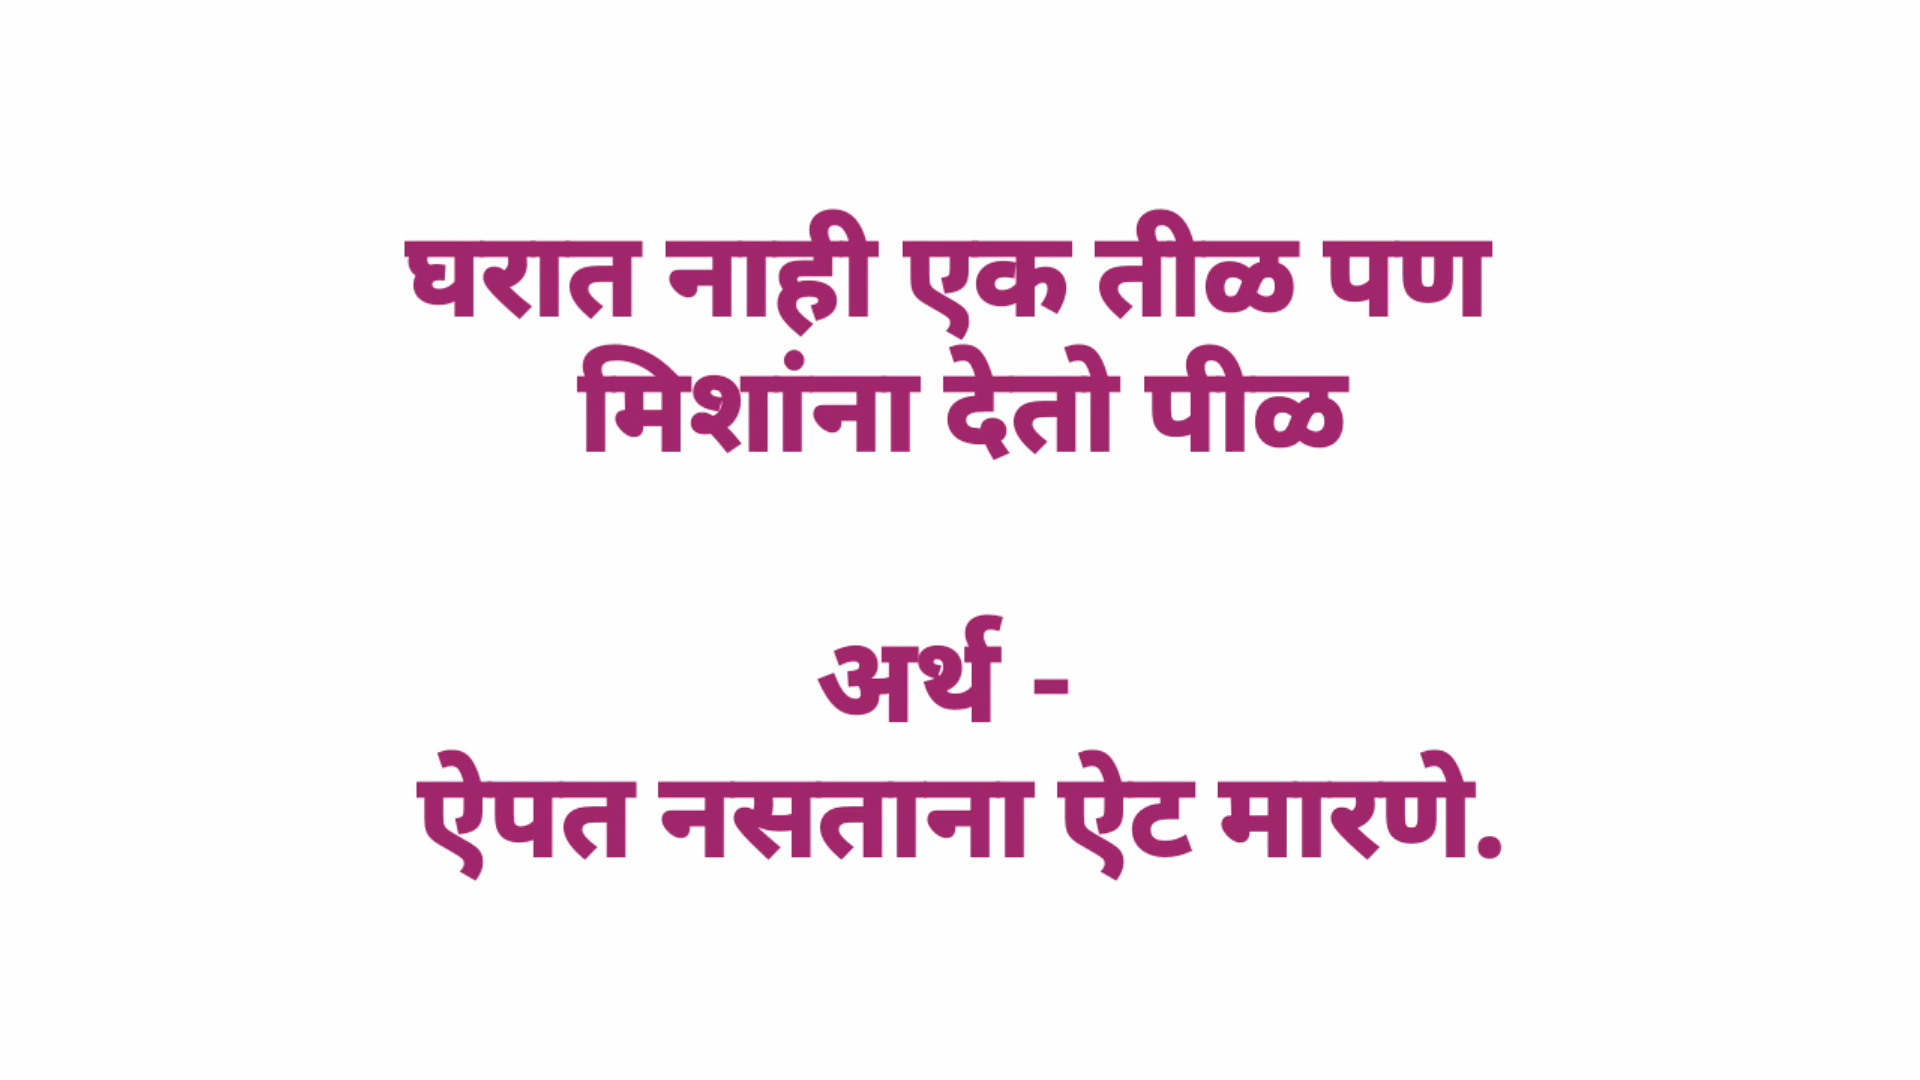 घरात नाही एक तीळ पण
मिशांना देतो पीळ
अर्थ -
ऐपत नसताना ऐट मारणे.